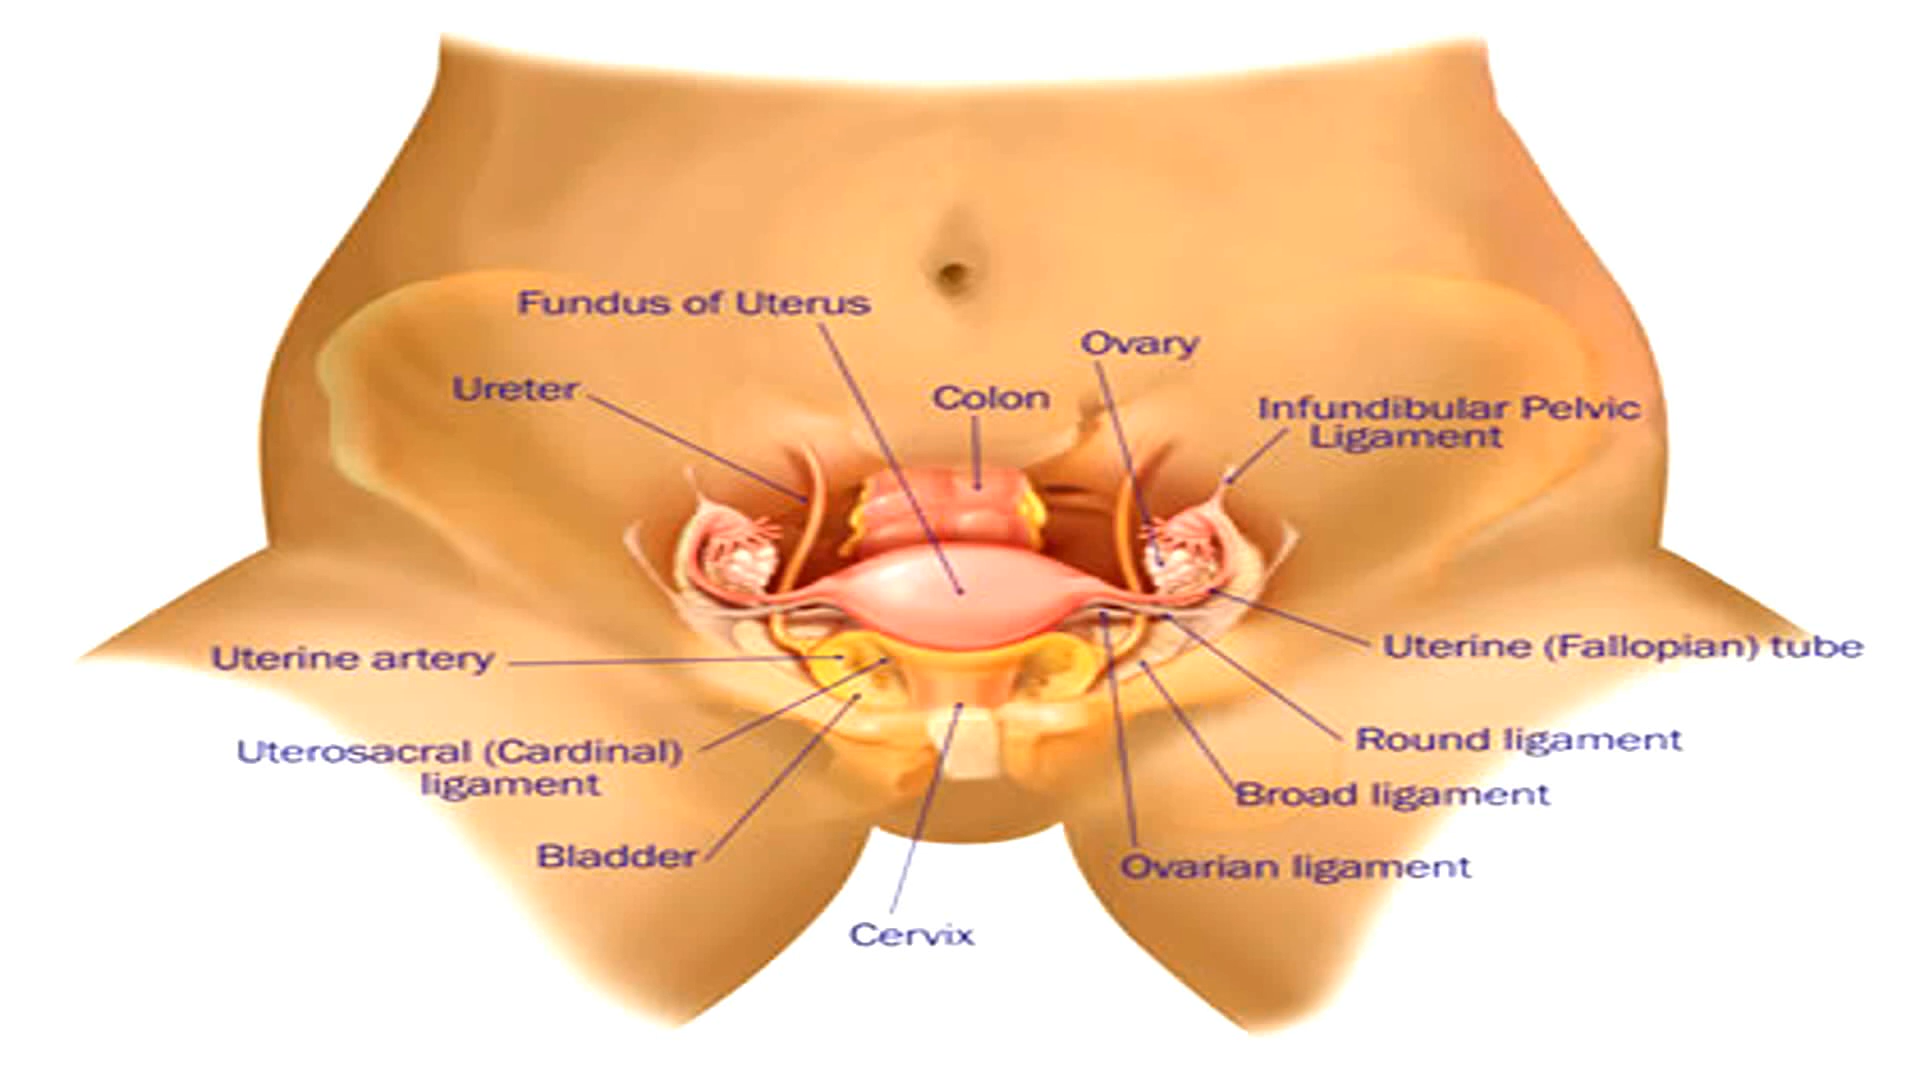 Fundus of Uterus
Ovary
Ureter
Colon
Infundibular Pelvic
Ligament
Uterine artery
Uterine (Fallopian) tube
Uterosacral (Cardinal)
ligament
Round ligament
Broad ligament
Bladder
Ovarian ligament
Cervix